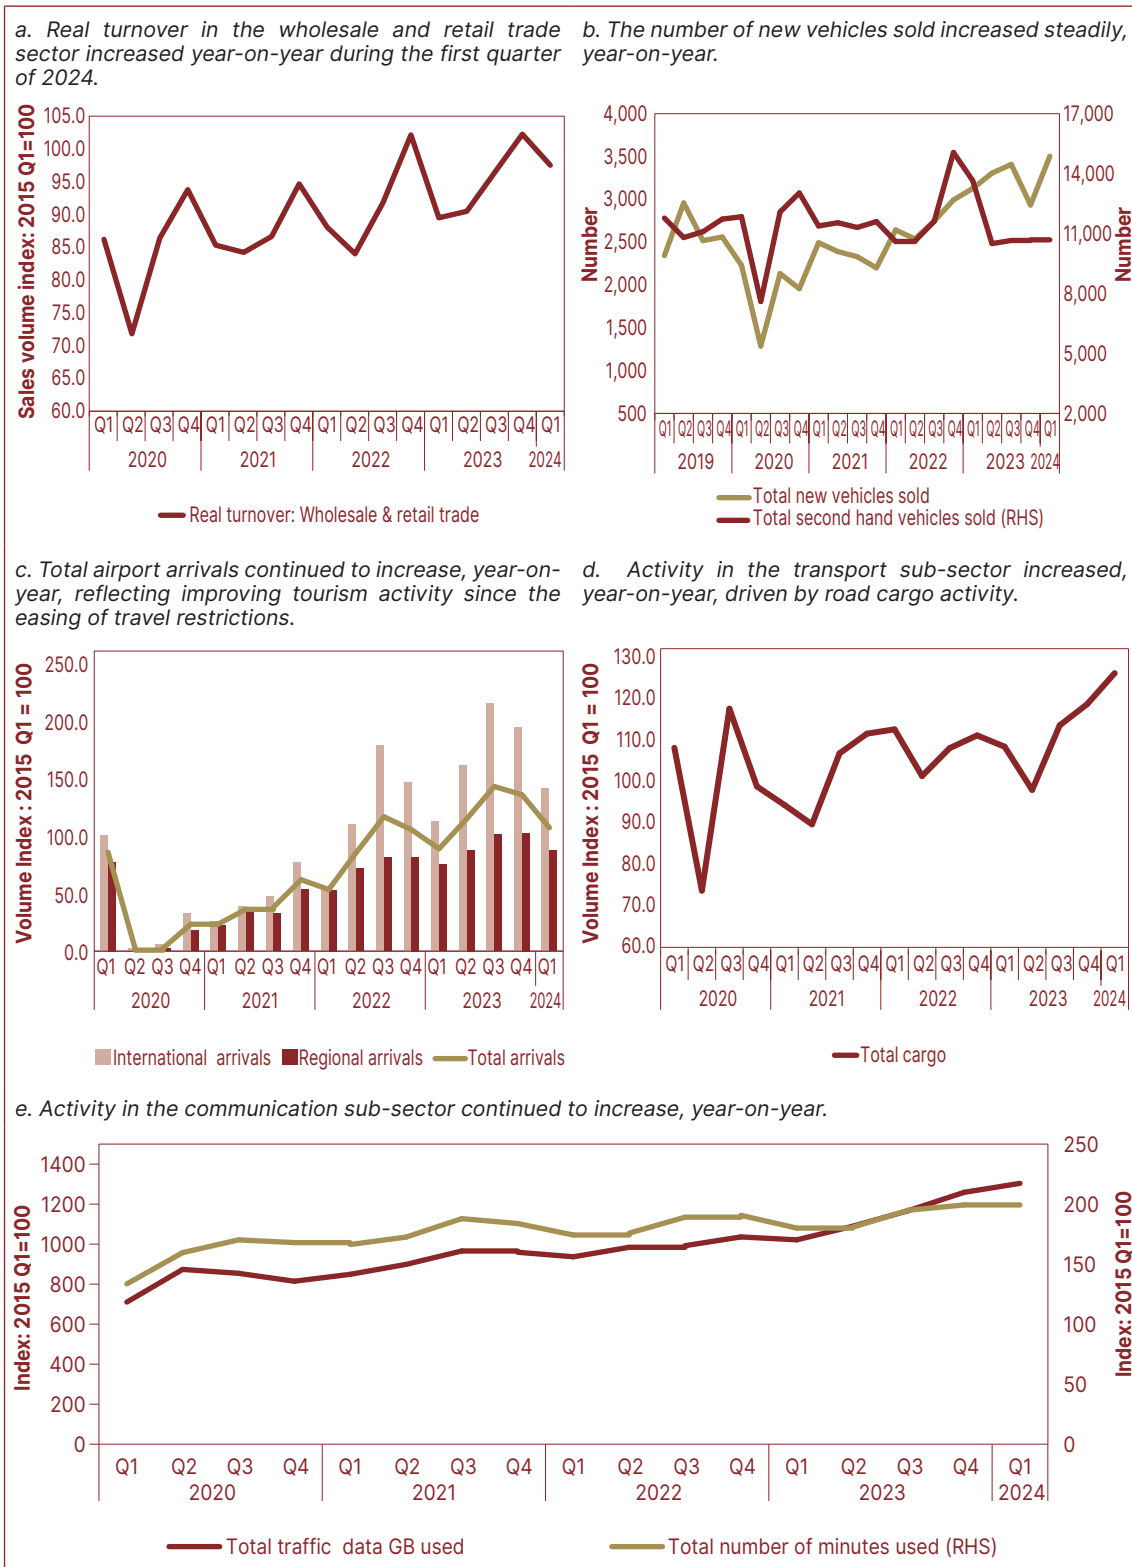 a. Real turnover in the wholesale and retail trade
sector increased year-on-year during the first quarter
of 2024.
Sales volume index: 2015 Q1=100
105.0
100.0
95.0
90.0
85.0
80.0
75.0
70.0
65.0
60.0
Q1 Q2 Q3 Q4 Q1 Q2 Q3 Q4 Q1 Q2 Q3 Q4 Q1 Q2 Q3 Q4 Q1
2020 2021 2022 2023 2024
Real turnover: Wholesale & retail trade
b. The number of new vehicles sold increased steadily,
year-on-year.
Number
4,000
3,500
3,000
2,500
2,000
1,500
1,000
500
17,000
14,000
11,000
8,000
5,000
2,000
Number
Q1 Q2 Q3 Q4 Q1 Q2 Q3 Q4 Q1 Q2 Q3 Q4 Q1 Q2 Q3 Q4 Q1 Q2 Q3 Q4 Q1
2019 2020 2021 2022 2023 2024
Total new vehicles sold
Total second hand vehicles sold (RHS)
c. Total airport arrivals continued to increase, year-on-
year, reflecting improving tourism activity since the
easing of travel restrictions.
Volume Index : 2015 Q1 = 100
250.0
200.0
150.0
100.0
50.0
0.0
Q1 Q2 Q3 Q4 Q1 Q2 Q3 Q4 Q1 Q2 Q3 Q4 Q1 Q2 Q3 Q4 Q1
2020 2021 2022 2023 2024
International arrivals Regional arrivals Total arrivals
d. Activity in the transport sub-sector increased,
year-on-year, driven by road cargo activity.
Volume Index : 2015 Q1 = 100
130.0
120.0
110.0
100.0
90.0
80.0
70.0
60.0
Q1 Q2 Q3 Q4 Q1 Q2 Q3 Q4 Q1 Q2 Q3 Q4 Q1 Q2 Q3 Q4 Q1
2020 2021 2022 2023 2024
Total cargo
e. Activity in the communication sub-sector continued to increase, year-on-year.
Index: 2015 Q1=100
1400
1200
1000
800
600
400
200
0
250
200
150
100
50
0
Index: 2015 Q1=100
Q1 Q2 Q3 Q4 Q1 Q2 Q3 Q4 Q1 Q2 Q3 Q4 Q1 Q2 Q3 Q4 Q1
2020 2021 2022 2023 2024
Total traffic data GB used Total number of minutes used (RHS)